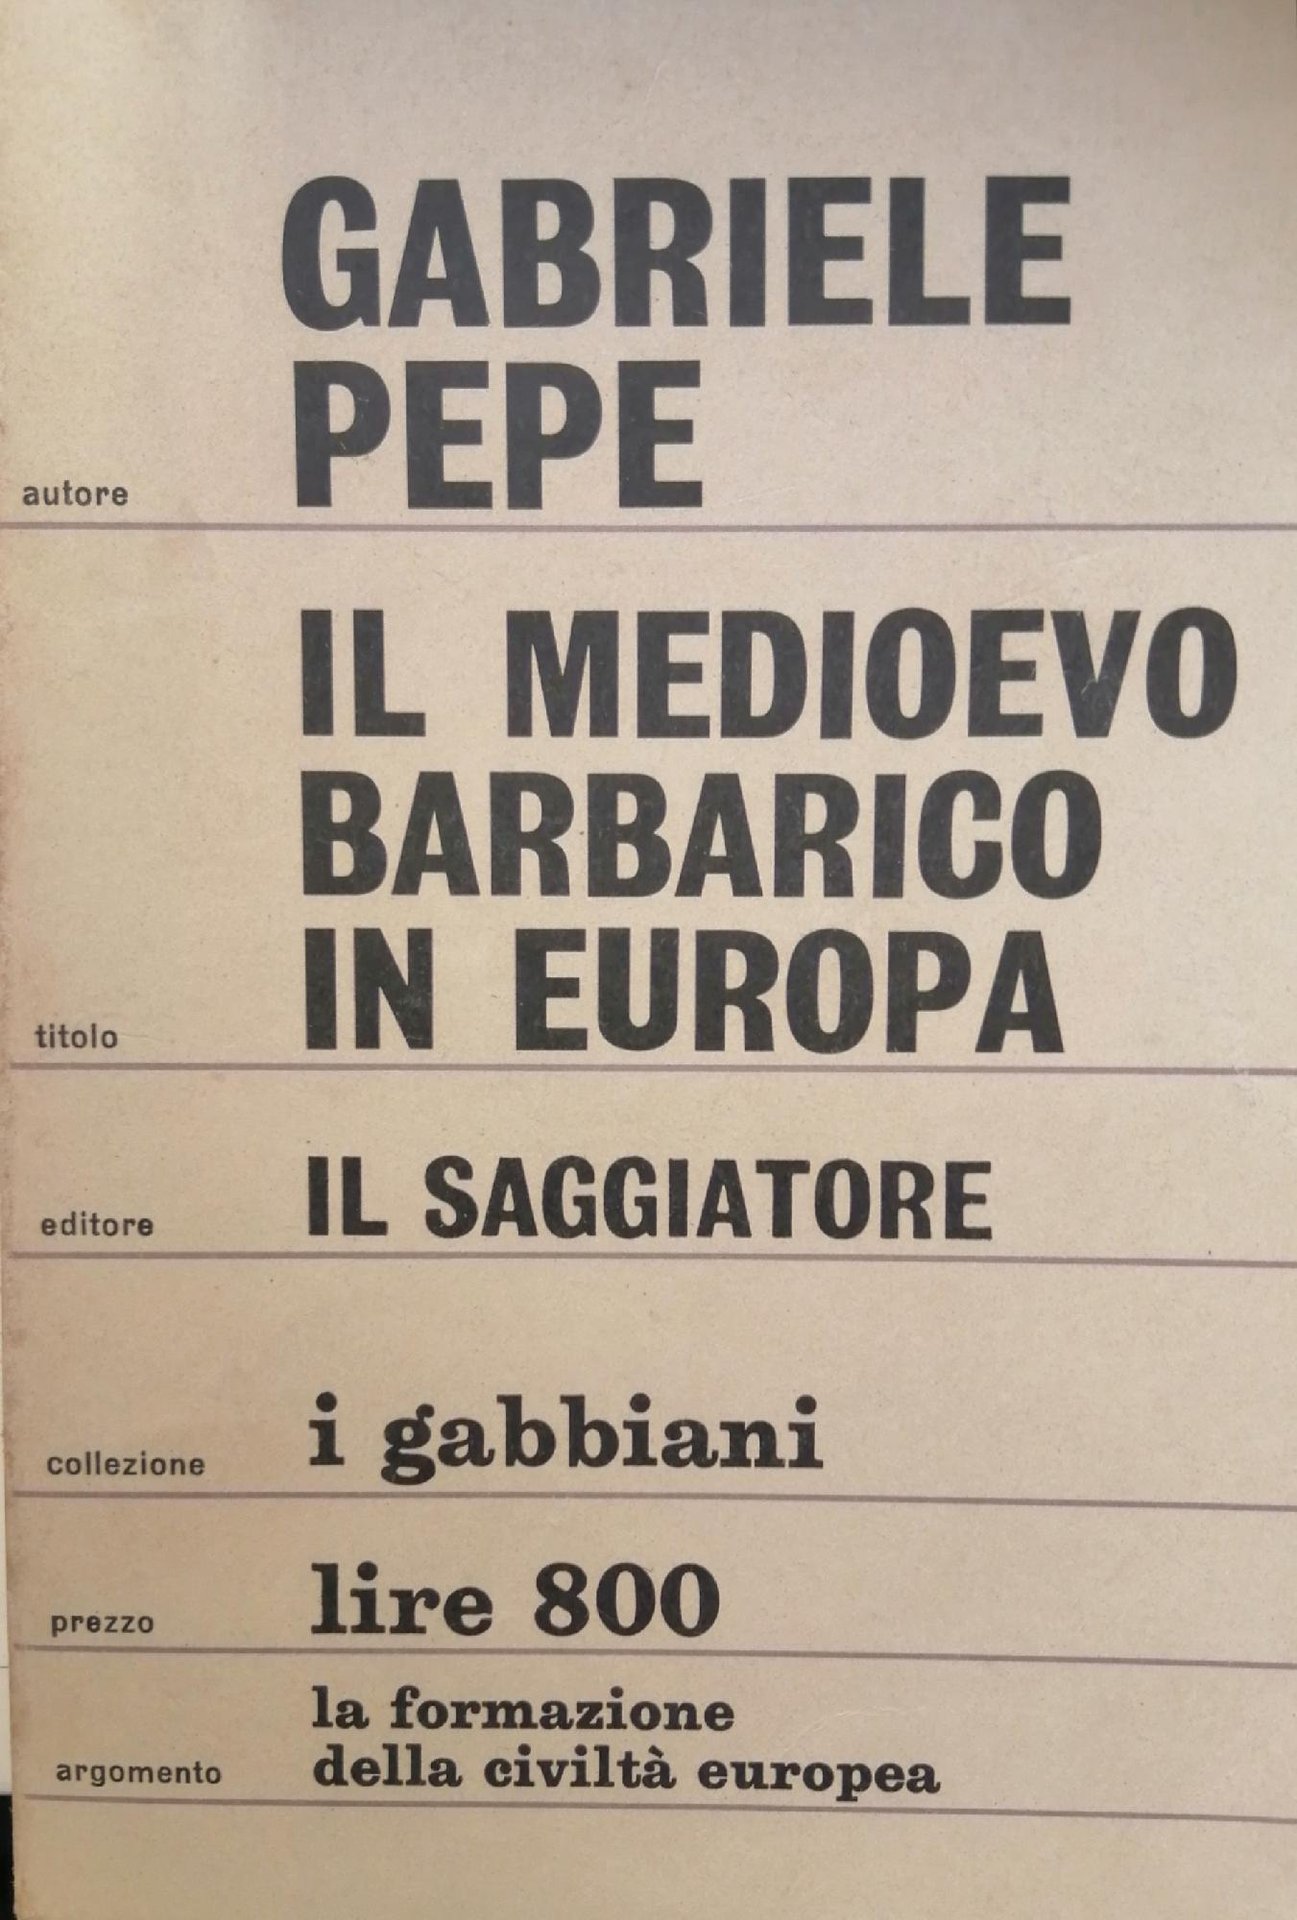 GABRIELE
PEPE
autore
IL MEDIOEVO
BARBARICO
IN EUROPA
titolo
IL SAGGIATORE
editore
i gabbiani
collezione
lire 800
prezzo
la formazione
della civiltà europea
argomento